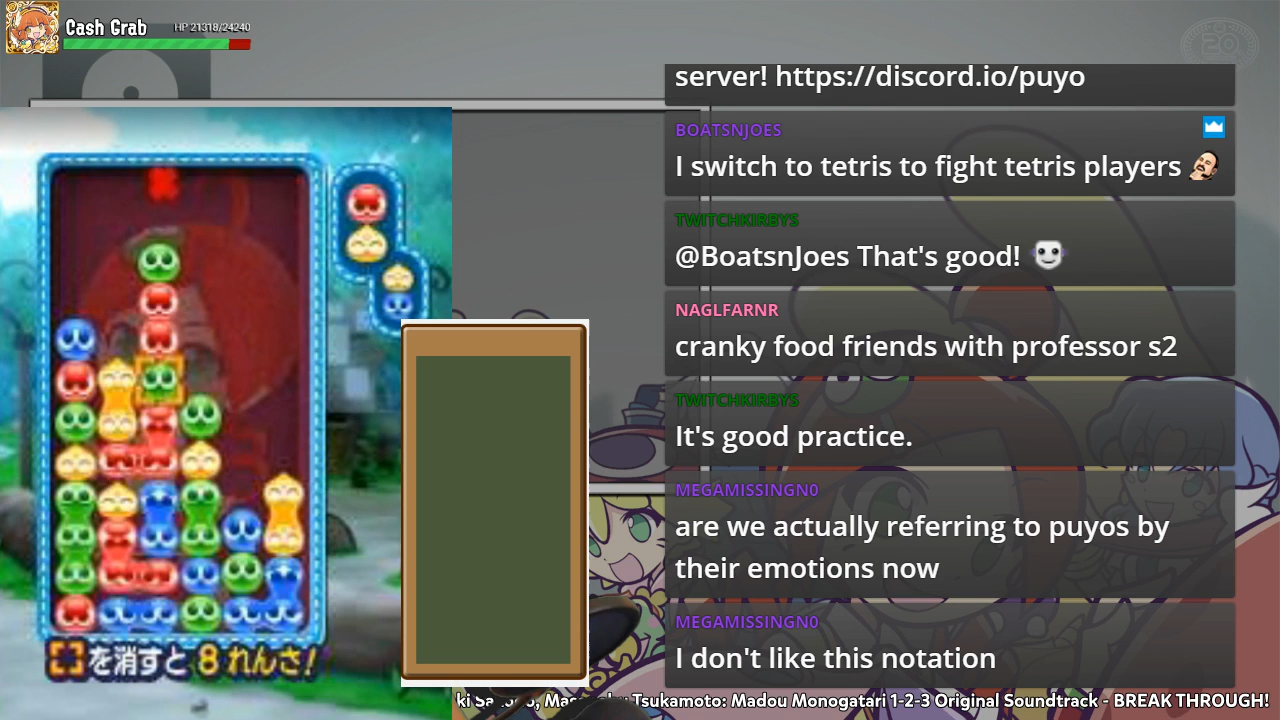 Cash Grab
HP 21318/24240
20
server! https://discord.io/puyo
BOATSNJOES
I switch to tetris to fight tetris players
TWITCHKIRBYS
@BoatsnJoes That's good!
NAGLFARNR
cranky food friends with professor s2
TWITCHKIRBYS
It's good practice.
MEGAMISSINGN0
are we actually referring to puyos by
their emotions now
MEGAMISSINGN0
I don't like this notation
を消すと 8 れんさ!
Tsukamoto: Madou Monogatari 1-2-3 Original Soundtrack - BREAK THROUGH!